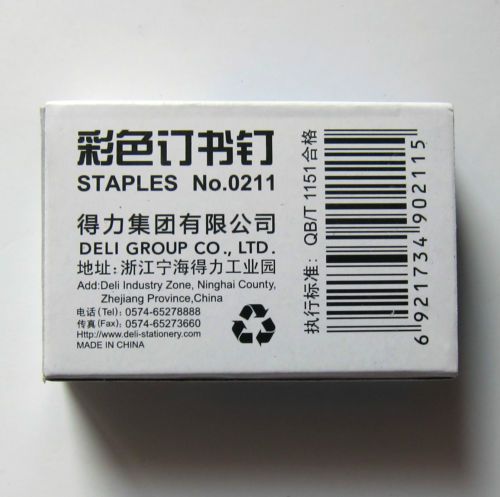 彩色订书钉
STAPLES No.0211
得力集团有限公司
DELI GROUP CO., LTD.
地址: 浙江宁海得力工业园
Add:Deli Industry Zone, Ninghai County,
Zhejiang Province,China
电话(Tel): 0574-65278888
传真(Fax): 0574-65273660
Http://www.deli-stationery.com
MADE IN CHINA
执行标准: QB/T 1151 合格
6 921734 902115